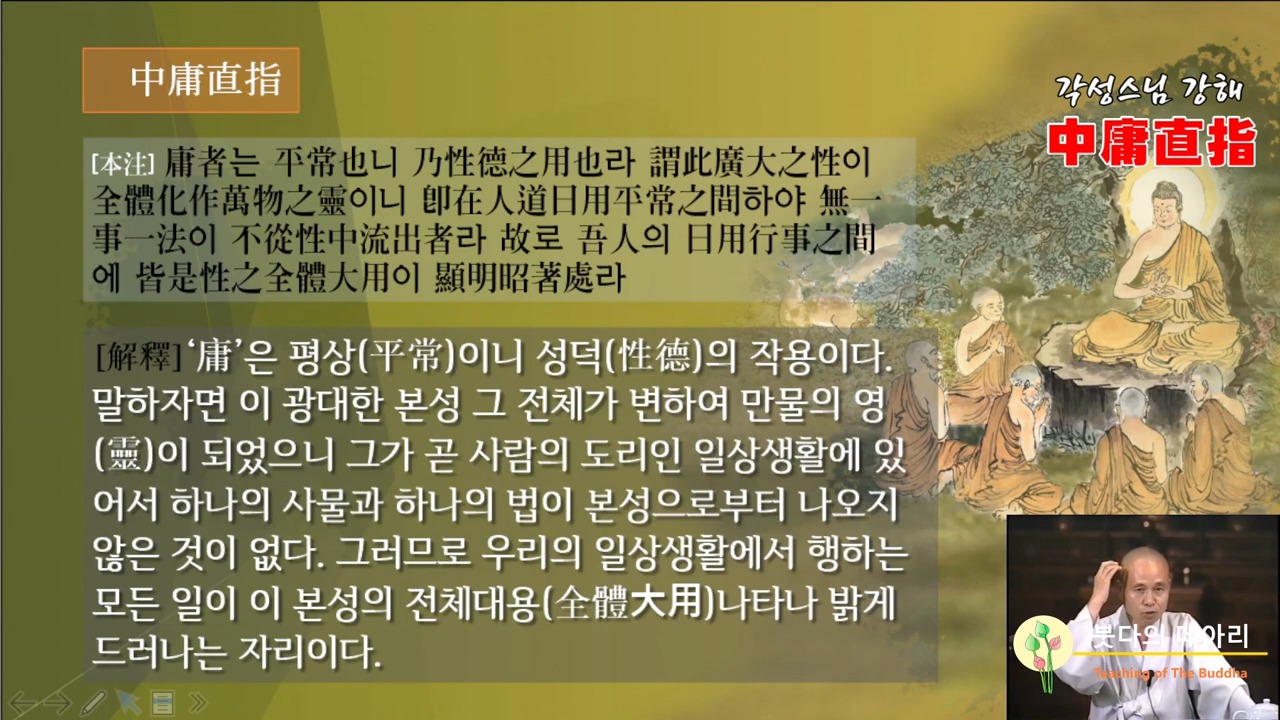 中庸直指
각성스님 강해
中庸直指
[本注] 庸者는 平常也니 乃性德之用也라 謂此廣大之性이
全體化作萬物之靈이니 卽在人道日用平常之間하야 無一
事一法이 不從性中流出者라 故로 吾人의 日用行事之間
에 皆是性之全體大用이 顯明昭著處라
[解釋] ‘庸’은 평상(平常)이니 성덕(性德)의 작용이다.
말하자면 이 광대한 본성 그 전체가 변하여 만물의 영
(靈)이 되었으니 그가 곧 사람의 도리인 일상생활에 있
어서 하나의 사물과 하나의 법이 본성으로부터 나오지
않은 것이 없다. 그러므로 우리의 일상생활에서 행하는
모든 일이 이 본성의 전체대용(全體大用)나타나 밝게
드러나는 자리이다.
붓다의 메아리
Teaching of The Buddha